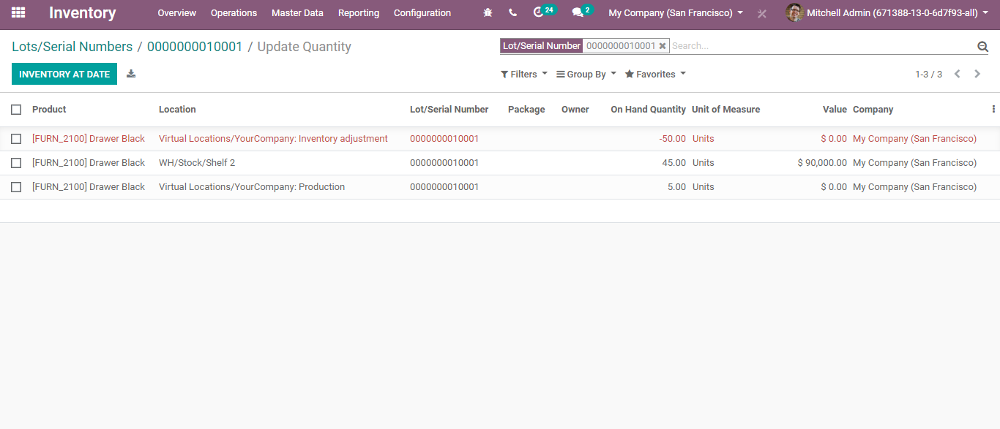 Inventory Overview Operations Master Data Reporting Configuration 24 2 My Company (San Francisco) Mitchell Admin (671388-13-0-6d7f93-all)
Lots/Serial Numbers / 0000000010001 / Update Quantity Lot/Serial Number 0000000010001 Search...
INVENTORY AT DATE Filters Group By Favorites 1-3 / 3
Product Location Lot/Serial Number Package Owner On Hand Quantity Unit of Measure Value Company
[FURN_2100] Drawer Black Virtual Locations/YourCompany: Inventory adjustment 0000000010001 -50.00 Units $ 0.00 My Company (San Francisco)
[FURN_2100] Drawer Black WH/Stock/Shelf 2 0000000010001 45.00 Units $ 90,000.00 My Company (San Francisco)
[FURN_2100] Drawer Black Virtual Locations/YourCompany: Production 0000000010001 5.00 Units $ 0.00 My Company (San Francisco)